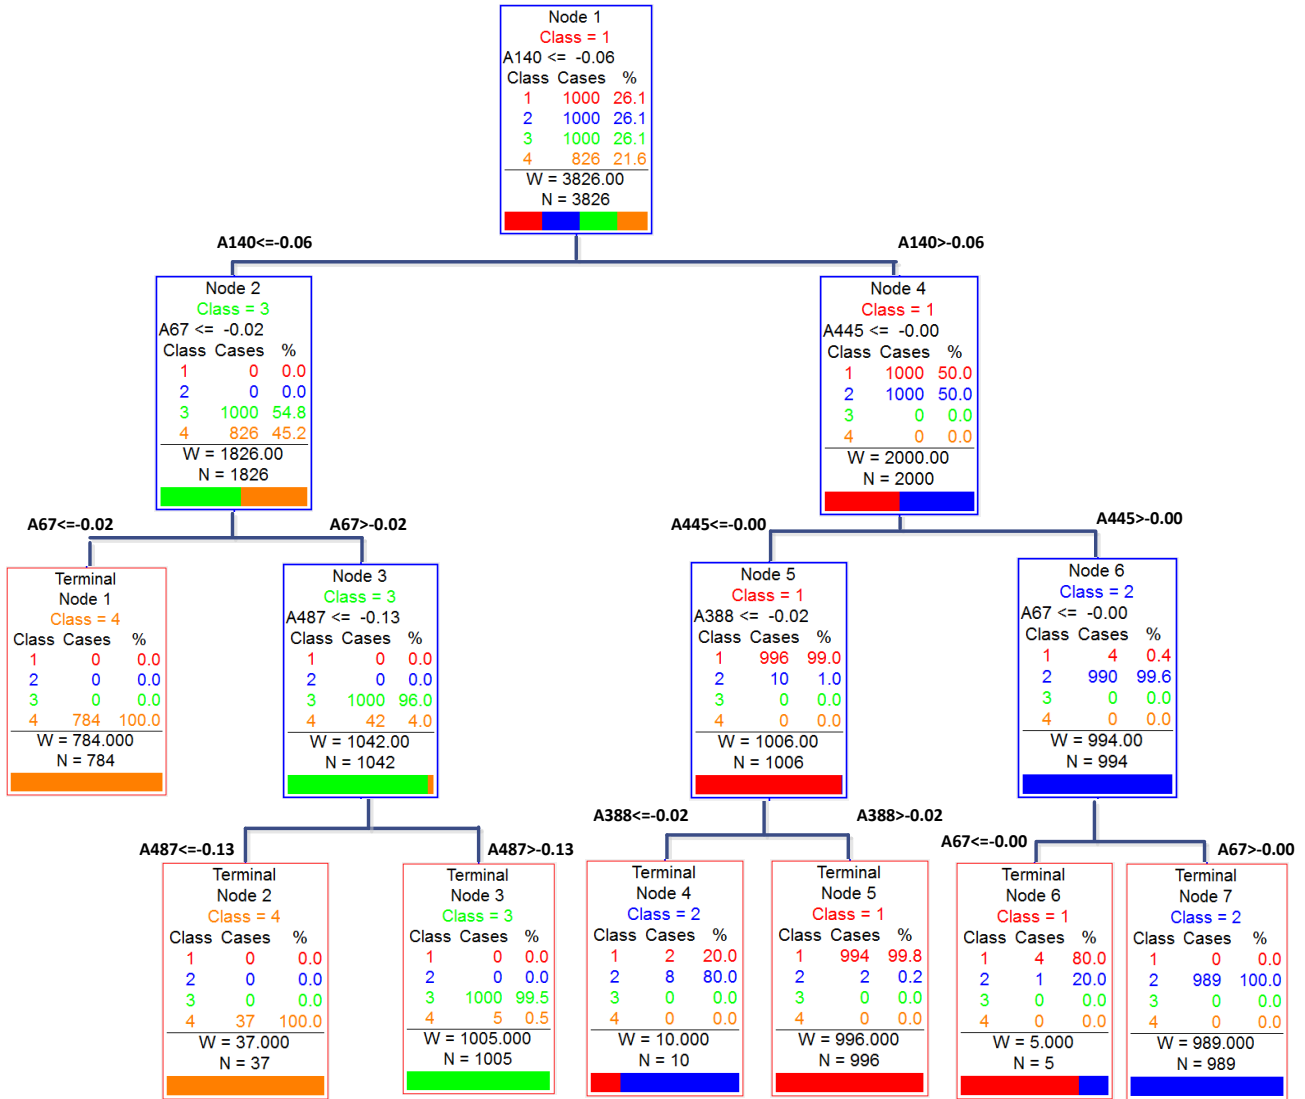 Node 1
Class = 1
A140 <= -0.06
Class Cases %
1 1000 26.1
2 1000 26.1
3 1000 26.1
4 826 21.6
W = 3826.00
N = 3826
A140<=-0.06
A140>-0.06
Node 2
Class = 3
A67 <= -0.02
Class Cases %
1 0 0.0
2 0 0.0
3 1000 54.8
4 826 45.2
W = 1826.00
N = 1826
Node 4
Class = 1
A445 <= -0.00
Class Cases %
1 1000 50.0
2 1000 50.0
3 0 0.0
4 0 0.0
W = 2000.00
N = 2000
A67<=-0.02
A67>-0.02
A445<=-0.00
A445>-0.00
Terminal
Node 1
Class = 4
Class Cases %
1 0 0.0
2 0 0.0
3 0 0.0
4 784 100.0
W = 784.000
N = 784
Node 3
Class = 3
A487 <= -0.13
Class Cases %
1 0 0.0
2 0 0.0
3 1000 96.0
4 42 4.0
W = 1042.00
N = 1042
Node 5
Class = 1
A388 <= -0.02
Class Cases %
1 996 99.0
2 10 1.0
3 0 0.0
4 0 0.0
W = 1006.00
N = 1006
Node 6
Class = 2
A67 <= -0.00
Class Cases %
1 4 0.4
2 990 99.6
3 0 0.0
4 0 0.0
W = 994.00
N = 994
A487<=-0.13
A487>-0.13
A388<=-0.02
A388>-0.02
A67<=-0.00
A67>-0.00
Terminal
Node 2
Class = 4
Class Cases %
1 0 0.0
2 0 0.0
3 0 0.0
4 37 100.0
W = 37.000
N = 37
Terminal
Node 3
Class = 3
Class Cases %
1 0 0.0
2 0 0.0
3 1000 99.5
4 5 0.5
W = 1005.000
N = 1005
Terminal
Node 4
Class = 2
Class Cases %
1 2 20.0
2 8 80.0
3 0 0.0
4 0 0.0
W = 10.000
N = 10
Terminal
Node 5
Class = 1
Class Cases %
1 994 99.8
2 2 0.2
3 0 0.0
4 0 0.0
W = 996.000
N = 996
Terminal
Node 6
Class = 1
Class Cases %
1 4 80.0
2 1 20.0
3 0 0.0
4 0 0.0
W = 5.000
N = 5
Terminal
Node 7
Class = 2
Class Cases %
1 0 0.0
2 989 100.0
3 0 0.0
4 0 0.0
W = 989.000
N = 989